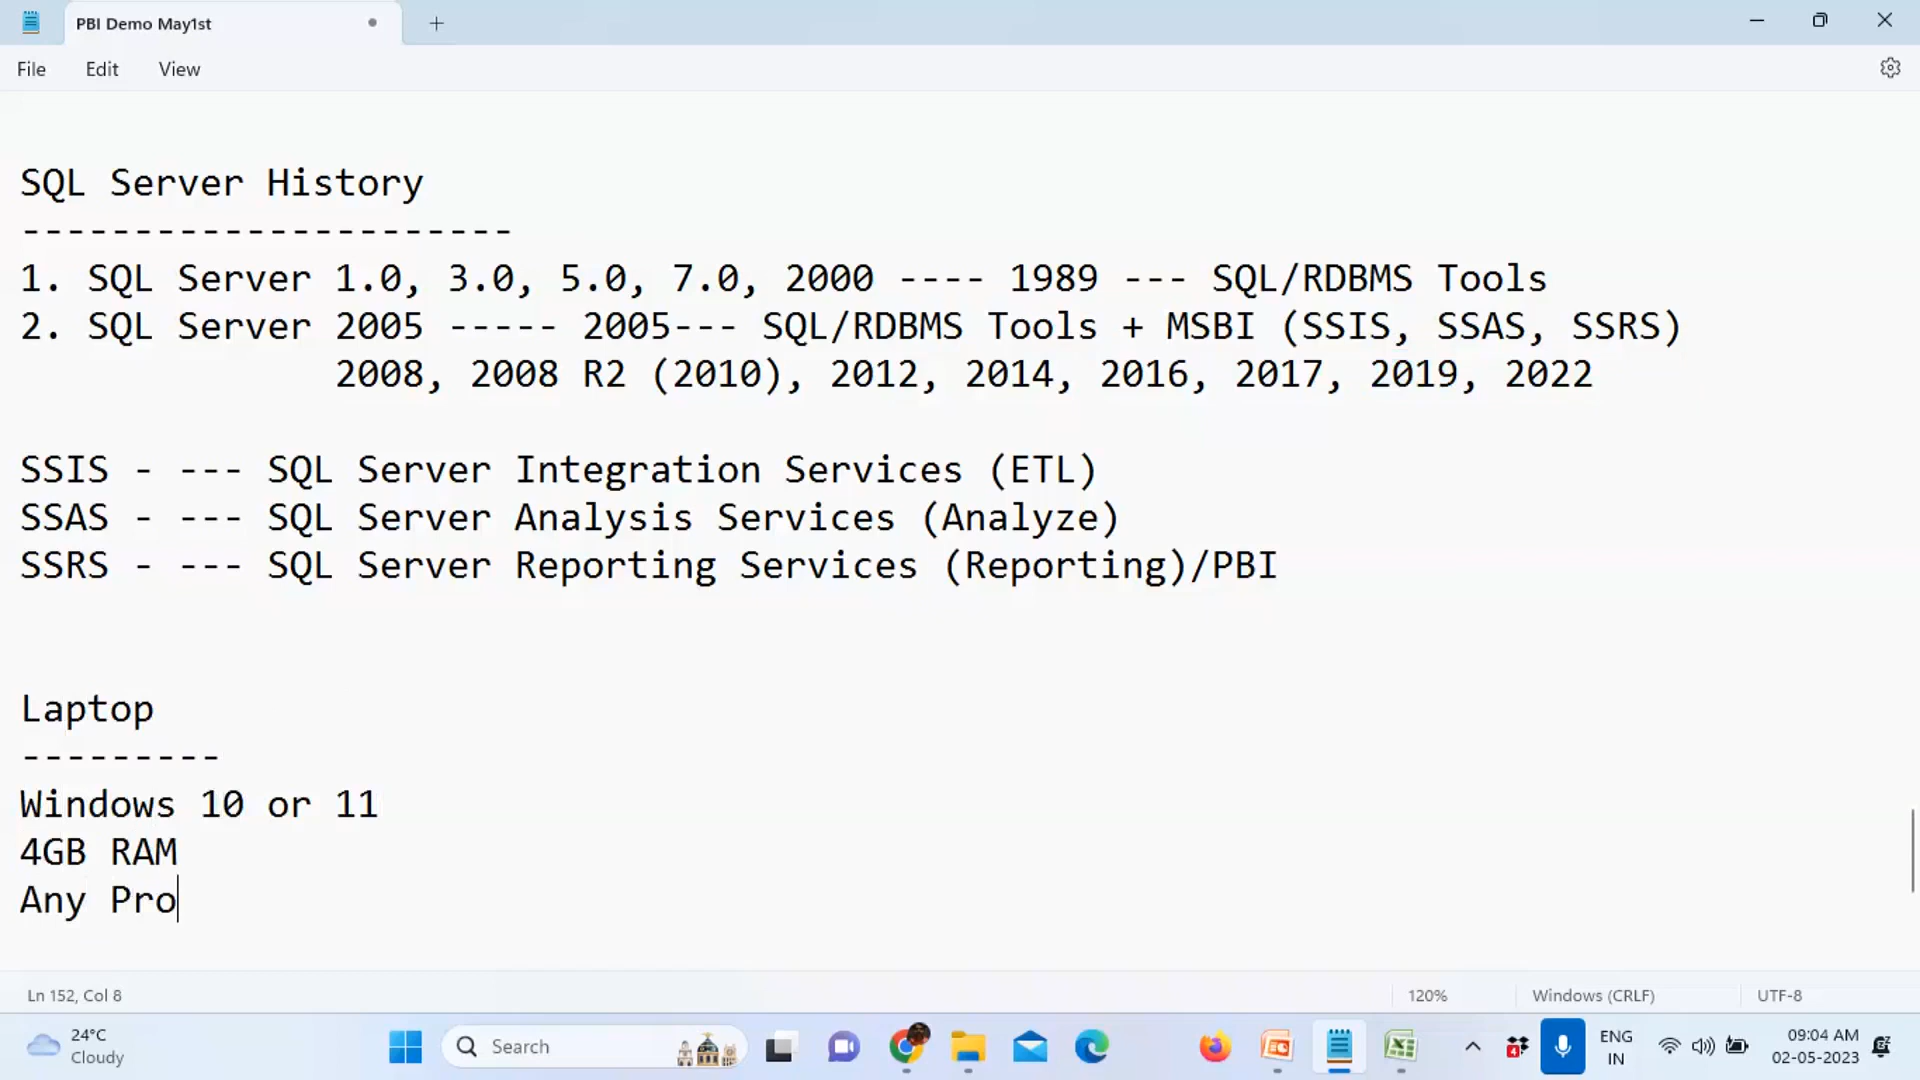 PBI Demo May1st
File Edit View
SQL Server History
----------------------
1. SQL Server 1.0, 3.0, 5.0, 7.0, 2000 ---- 1989 --- SQL/RDBMS Tools
2. SQL Server 2005 ----- 2005--- SQL/RDBMS Tools + MSBI (SSIS, SSAS, SSRS)
2008, 2008 R2 (2010), 2012, 2014, 2016, 2017, 2019, 2022
SSIS - --- SQL Server Integration Services (ETL)
SSAS - --- SQL Server Analysis Services (Analyze)
SSRS - --- SQL Server Reporting Services (Reporting)/PBI
Laptop
---------
Windows 10 or 11
4GB RAM
Any Pro
Ln 152, Col 8 120% Windows (CRLF) UTF-8
24°C
Cloudy
Search
4
ENG
IN
09:04 AM
02-05-2023